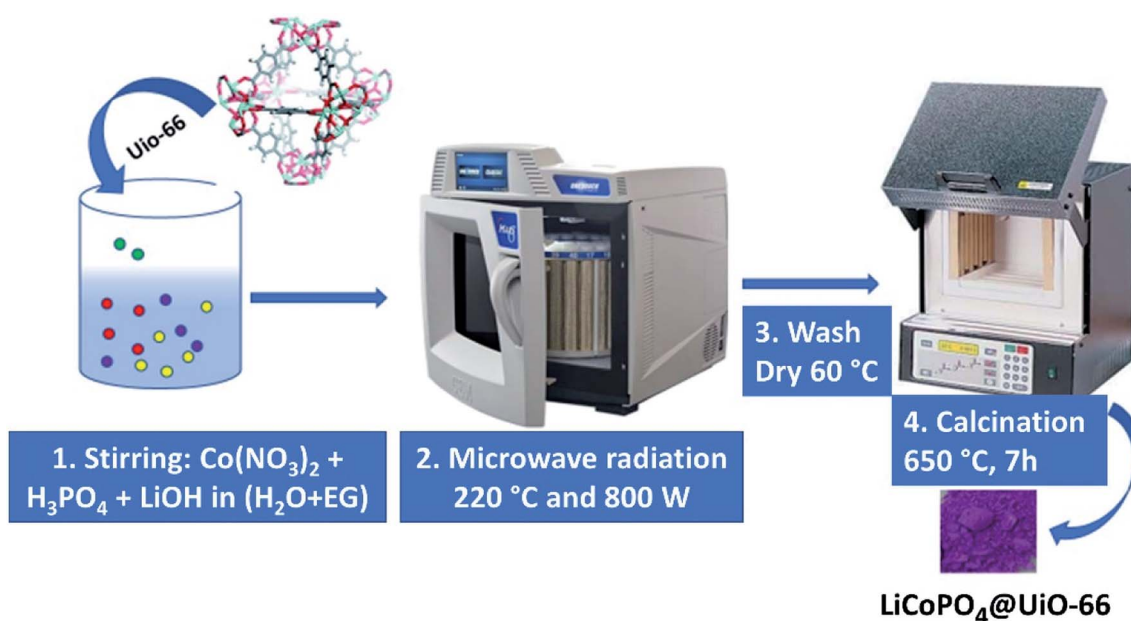 Uio-66
1. Stirring: Co(NO₃)₂ +
H₃PO₄ + LiOH in (H₂O+EG)
2. Microwave radiation
220 °C and 800 W
3. Wash
Dry 60 °C
4. Calcination
650 °C, 7h
LiCoPO₄@UiO-66